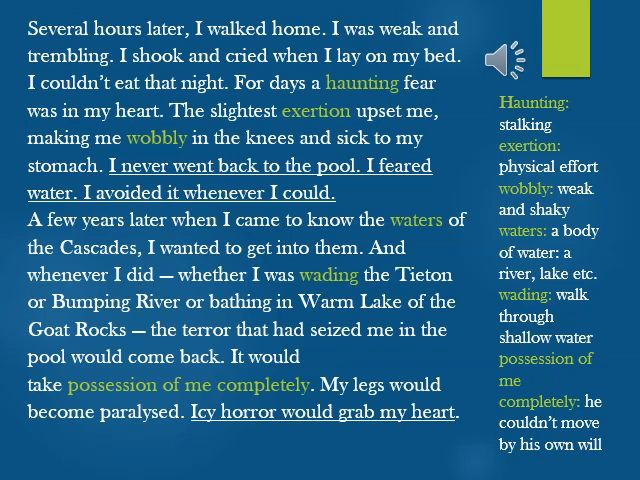 Several hours later, I walked home. I was weak and
trembling. I shook and cried when I lay on my bed.
I couldn’t eat that night. For days a haunting fear
was in my heart. The slightest exertion upset me,
making me wobbly in the knees and sick to my
stomach. I never went back to the pool. I feared
water. I avoided it whenever I could.
A few years later when I came to know the waters of
the Cascades, I wanted to get into them. And
whenever I did — whether I was wading the Tieton
or Bumping River or bathing in Warm Lake of the
Goat Rocks — the terror that had seized me in the
pool would come back. It would
take possession of me completely. My legs would
become paralysed. Icy horror would grab my heart.
Haunting:
stalking
exertion:
physical effort
wobbly: weak
and shaky
waters: a body
of water: a
river, lake etc.
wading: walk
through
shallow water
possession of
me
completely: he
couldn’t move
by his own will